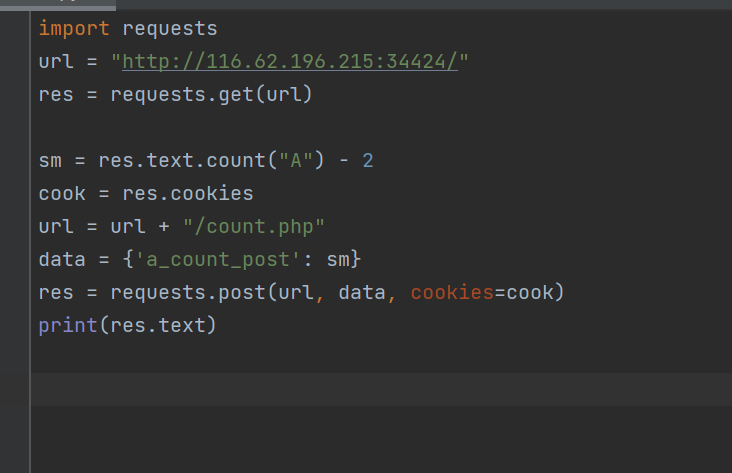 import requests
url = "http://116.62.196.215:34424/"
res = requests.get(url)
sm = res.text.count("A") - 2
cook = res.cookies
url = url + "/count.php"
data = {'a_count_post': sm}
res = requests.post(url, data, cookies=cook)
print(res.text)